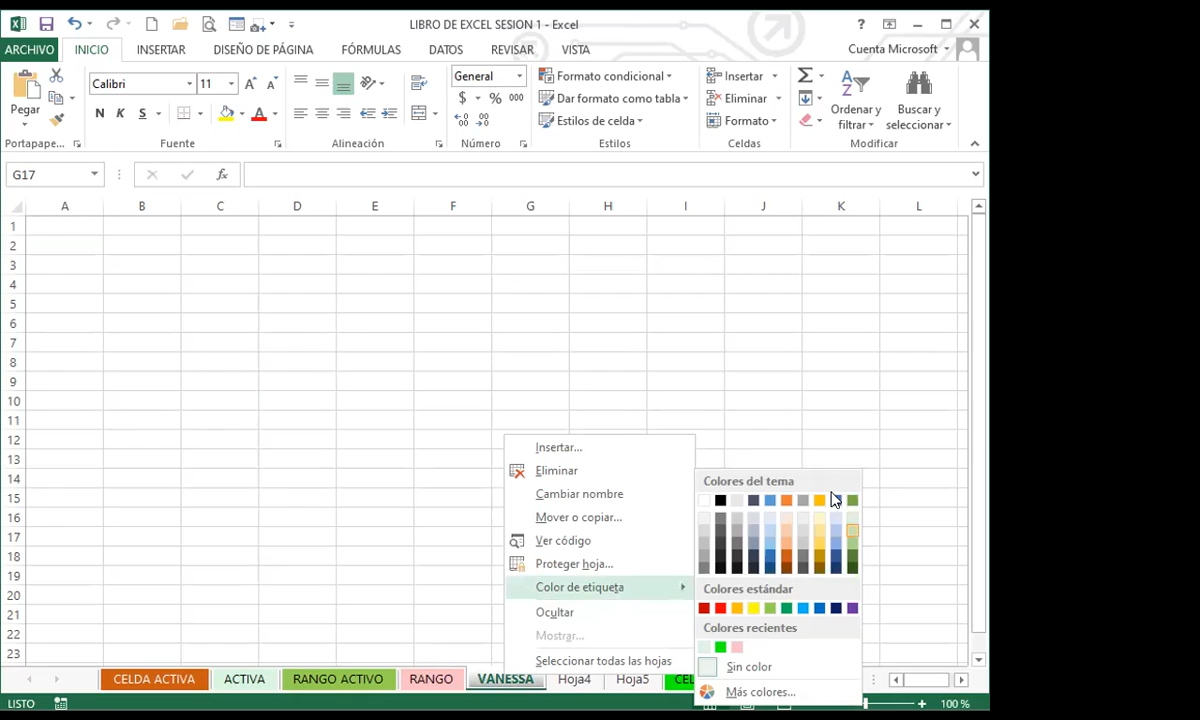 LIBRO DE EXCEL SESION 1 - Excel
?
ARCHIVO INICIO INSERTAR DISEÑO DE PÁGINA FÓRMULAS DATOS REVISAR VISTA Cuenta Microsoft
Calibri 11 General Formato condicional Insertar
Pegar N K S $ % 000 Dar formato como tabla Eliminar Ordenar y filtrar Buscar y seleccionar
Estilos de celda Formato
Portapape... Fuente Alineación Número Estilos Celdas Modificar
G17 fx
A B C D E F G H I J K L
1
2
3
4
5
6
7
8
9
10
11
12
13
14
15
16
17
18
19
20
21
22
23
Insertar...
Eliminar
Cambiar nombre
Mover o copiar...
Ver código
Proteger hoja...
Color de etiqueta
Ocultar
Mostrar...
Seleccionar todas las hojas
Colores del tema
Colores estándar
Colores recientes
Sin color
Más colores...
CELDA ACTIVA ACTIVA RANGO ACTIVO RANGO VANESSA Hoja4 Hoja5 CEL
LISTO 100 %